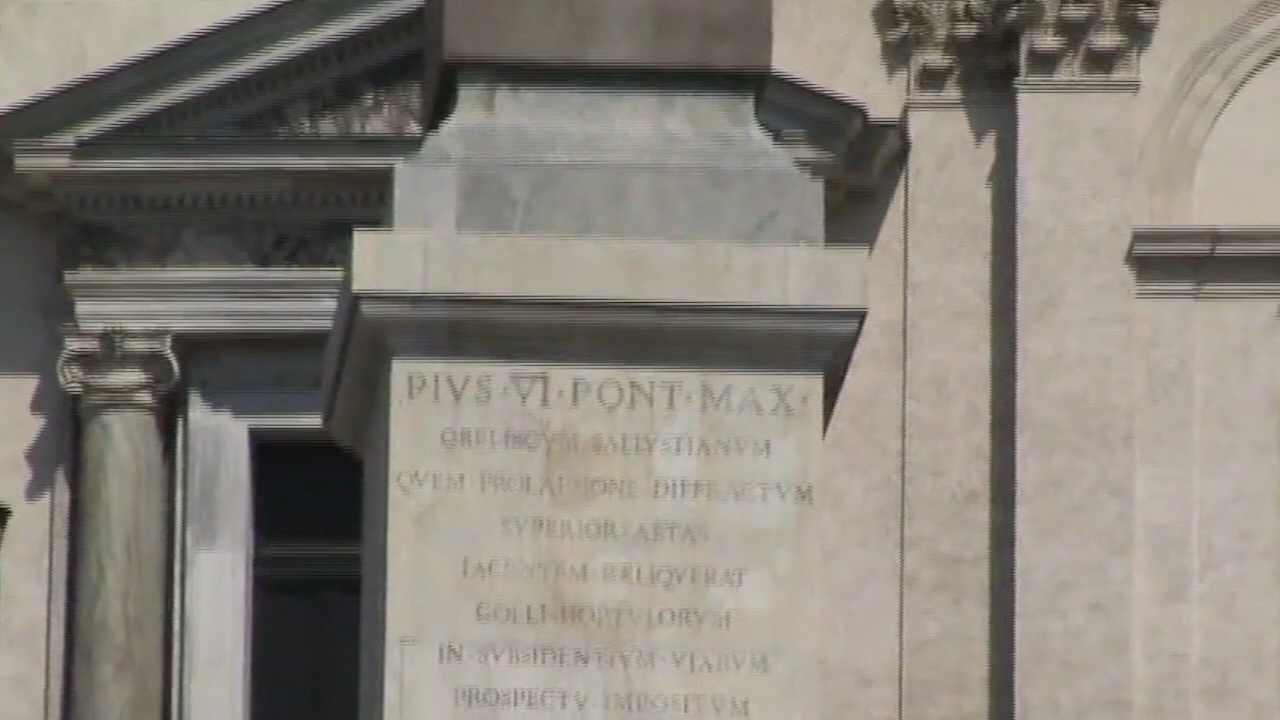 PIVS·VI·PONT·MAX·
OBELISCVM SALLVSTIANVM
QVEM PROLAPSIONE DIFFRACTVM
SVPERIOR AETAS
IACENTEM RELIQVERAT
COLLI HORTVLORVM
IN SVBSIDENTIVM VIARVM
PROSPECTV IMPOSITVM